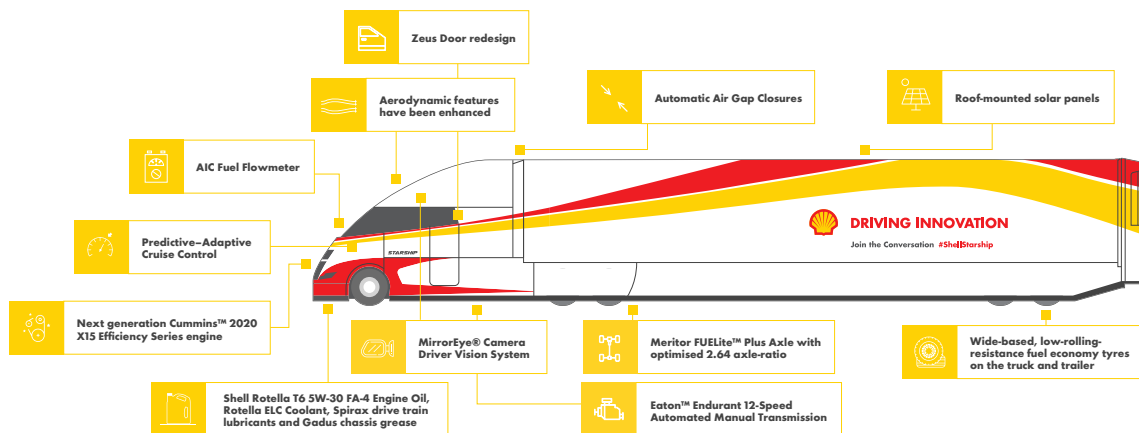 Zeus Door redesign
Aerodynamic features
have been enhanced
Automatic Air Gap Closures
Roof-mounted solar panels
AIC Fuel Flowmeter
Predictive–Adaptive
Cruise Control
STARSHIP
DRIVING INNOVATION
Join the Conversation #ShellStarship
Next generation Cummins™ 2020
X15 Efficiency Series engine
MirrorEye® Camera
Driver Vision System
Meritor FUELite™ Plus Axle with
optimised 2.64 axle-ratio
Wide-based, low-rolling-
resistance fuel economy tyres
on the truck and trailer
Shell Rotella T6 5W-30 FA-4 Engine Oil,
Rotella ELC Coolant, Spirax drive train
lubricants and Gadus chassis grease
Eaton™ Endurant 12-Speed
Automated Manual Transmission